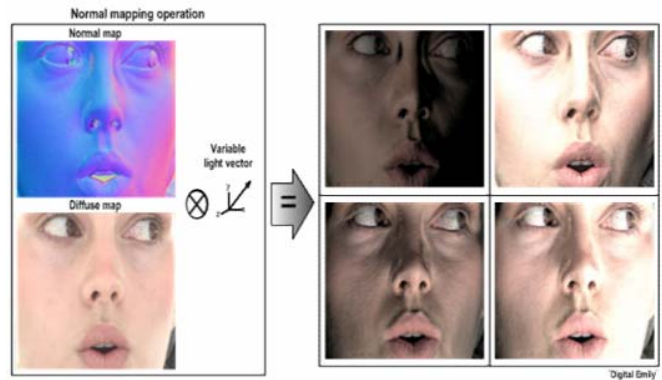 Normal mapping operation
Normal map
Variable
light vector
y
z
x
=
Diffuse map
"Digital Emily"